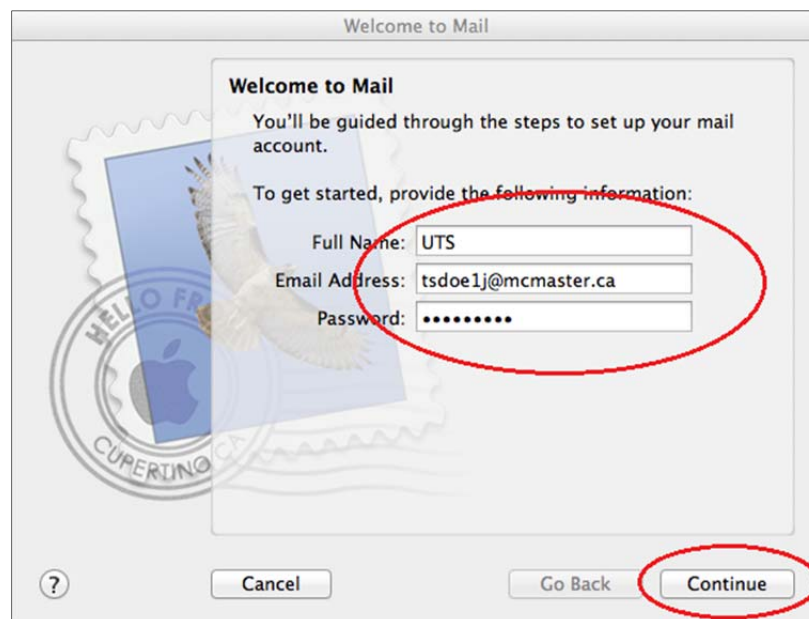 Welcome to Mail
Welcome to Mail
You'll be guided through the steps to set up your mail
account.
To get started, provide the following information:
Full Name: UTS
Email Address: tsdoe1j@mcmaster.ca
Password: •••••••••
HELLO FR
CUPERTINO CA
? Cancel Go Back Continue